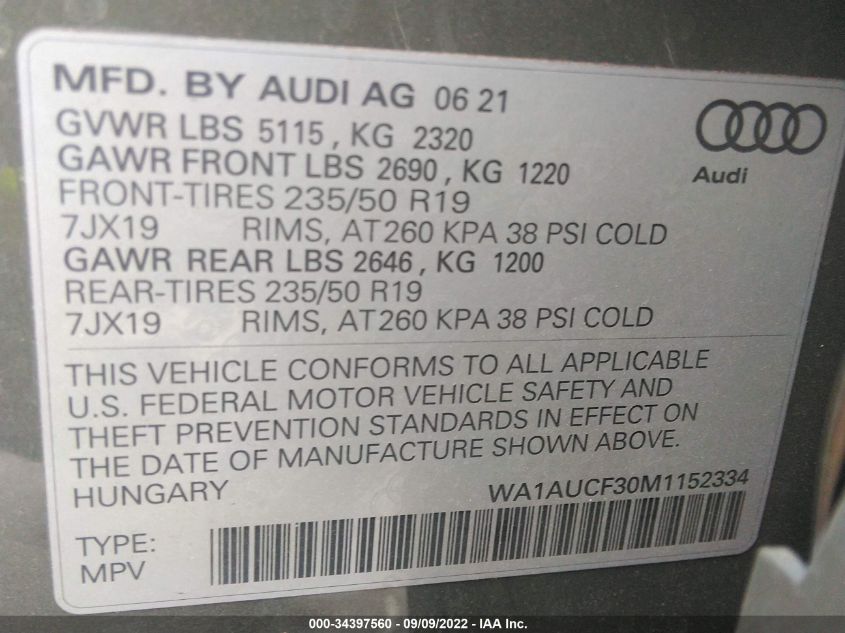 MFD. BY AUDI AG 06 21
GVWR LBS 5115, KG 2320
GAWR FRONT LBS 2690, KG 1220
FRONT-TIRES 235/50 R19
7JX19 RIMS, AT 260 KPA 38 PSI COLD
GAWR REAR LBS 2646, KG 1200
REAR-TIRES 235/50 R19
7JX19 RIMS, AT 260 KPA 38 PSI COLD
Audi
THIS VEHICLE CONFORMS TO ALL APPLICABLE
U.S. FEDERAL MOTOR VEHICLE SAFETY AND
THEFT PREVENTION STANDARDS IN EFFECT ON
THE DATE OF MANUFACTURE SHOWN ABOVE.
HUNGARY WA1AUCF30M1152334
TYPE:
MPV
000-34397560 - 09/09/2022 - IAA Inc.